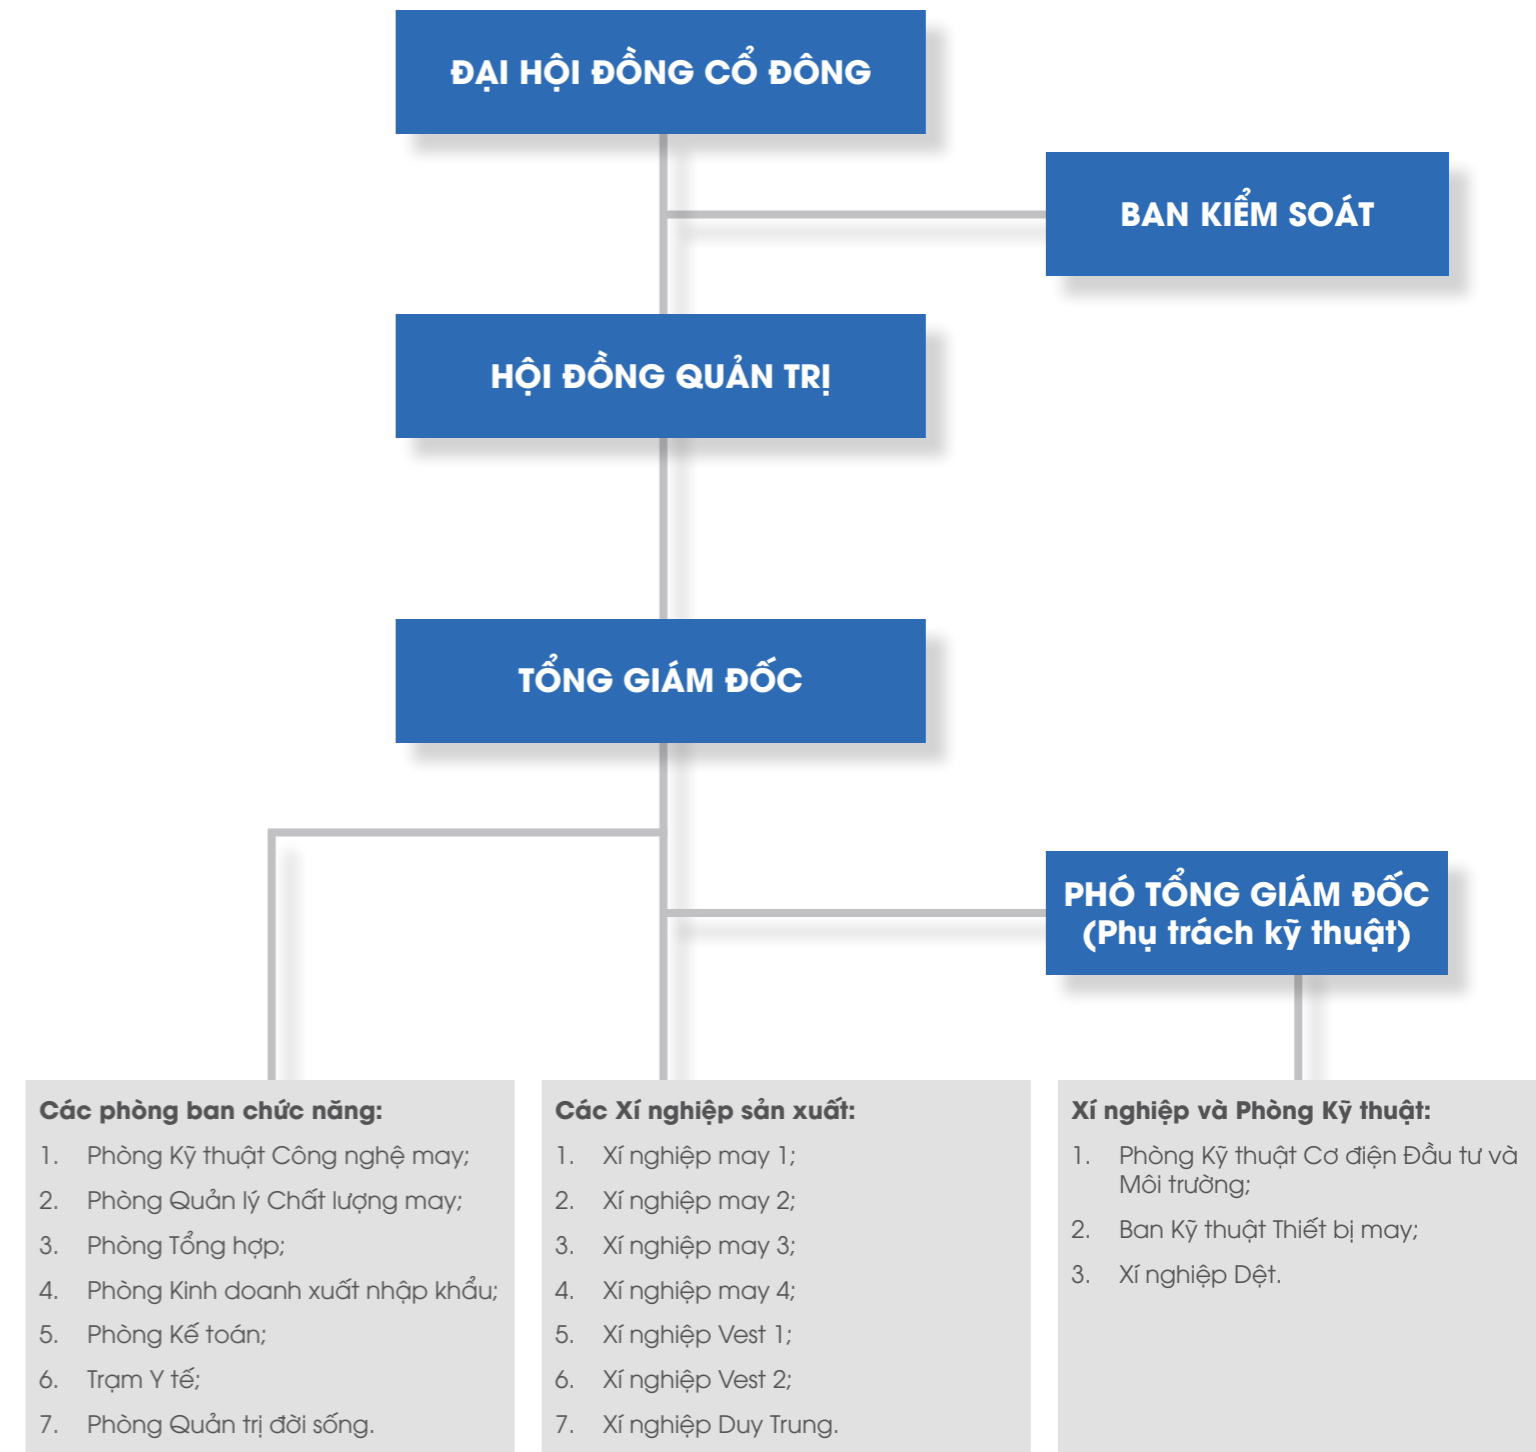 ĐẠI HỘI ĐỒNG CỔ ĐÔNG
BAN KIỂM SOÁT
HỘI ĐỒNG QUẢN TRỊ
TỔNG GIÁM ĐỐC
PHÓ TỔNG GIÁM ĐỐC
(Phụ trách kỹ thuật)
Các phòng ban chức năng:
1. Phòng Kỹ thuật Công nghệ may;
2. Phòng Quản lý Chất lượng may;
3. Phòng Tổng hợp;
4. Phòng Kinh doanh xuất nhập khẩu;
5. Phòng Kế toán;
6. Trạm Y tế;
7. Phòng Quản trị đời sống.
Các Xí nghiệp sản xuất:
1. Xí nghiệp may 1;
2. Xí nghiệp may 2;
3. Xí nghiệp may 3;
4. Xí nghiệp may 4;
5. Xí nghiệp Vest 1;
6. Xí nghiệp Vest 2;
7. Xí nghiệp Duy Trung.
Xí nghiệp và Phòng Kỹ thuật:
1. Phòng Kỹ thuật Cơ điện Đầu tư và
Môi trường;
2. Ban Kỹ thuật Thiết bị may;
3. Xí nghiệp Dệt.